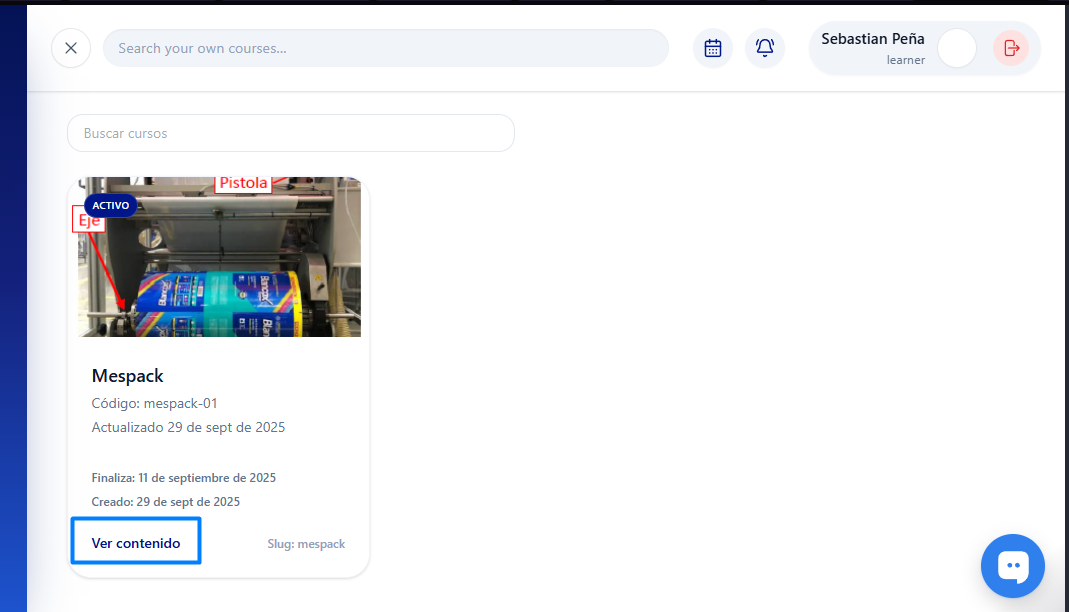 Search your own courses...
Sebastian Peña
learner
Buscar cursos
Pistola
ACTIVO
Eje
Mespack
Código: mespack-01
Actualizado 29 de sept de 2025
Finaliza: 11 de septiembre de 2025
Creado: 29 de sept de 2025
Ver contenido
Slug: mespack